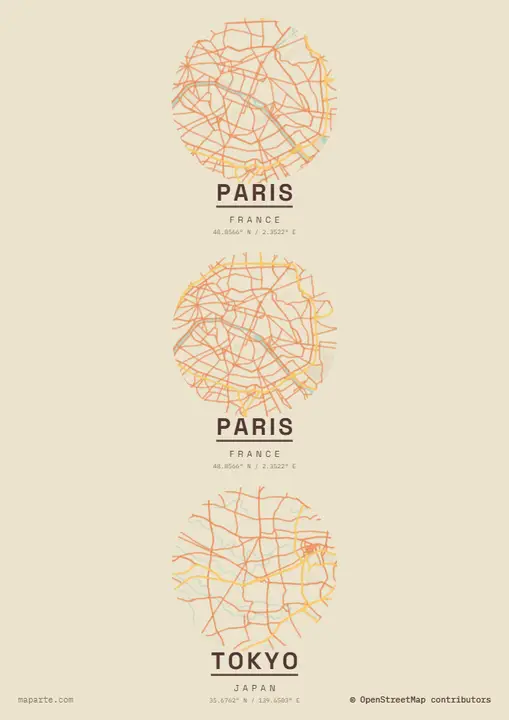 PARIS
FRANCE
48.8566° N / 2.3522° E
PARIS
FRANCE
48.8566° N / 2.3522° E
TOKYO
JAPAN
35.6762° N / 139.6503° E
maparte.com
© OpenStreetMap contributors